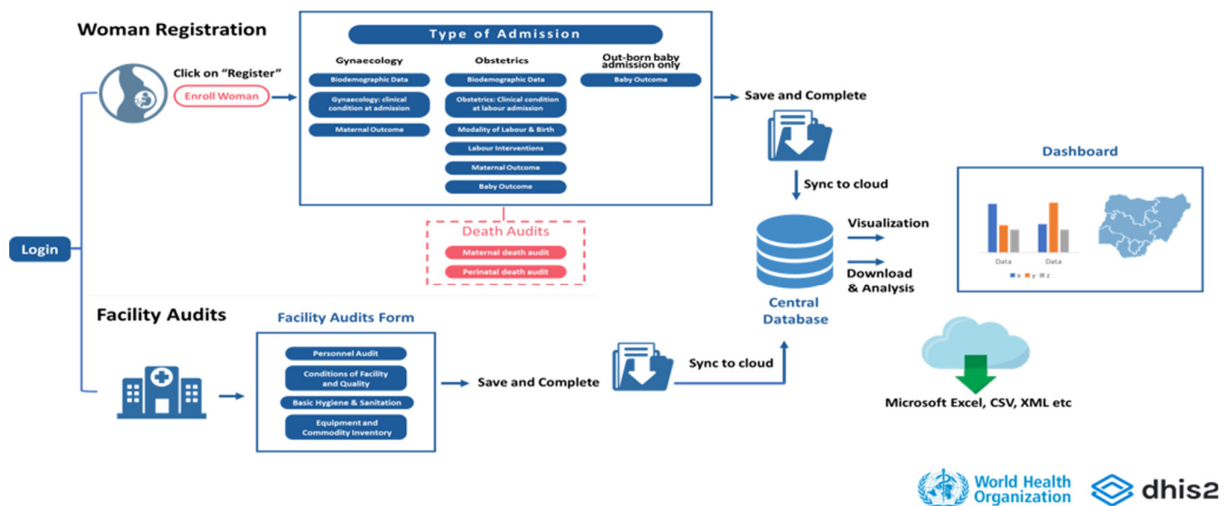 Woman Registration
Click on “Register”
Enroll Woman
Type of Admission
Gynaecology
Biodemographic Data
Gynaecology: clinical
condition at admission
Maternal Outcome
Obstetrics
Biodemographic Data
Obstetrics: Clinical condition
at labour admission
Modality of Labour & Birth
Labour Interventions
Maternal Outcome
Baby Outcome
Out-born baby
admission only
Baby Outcome
Save and Complete
Sync to cloud
Death Audits
Maternal death audit
Perinatal death audit
Login
Central
Database
Visualization
Download
& Analysis
Dashboard
Data
Data
x y z
Facility Audits
Facility Audits Form
Personnel Audit
Conditions of Facility
and Quality
Basic Hygiene & Sanitation
Equipment and
Commodity Inventory
Save and Complete
Sync to cloud
Microsoft Excel, CSV, XML etc
World Health
Organization
dhis2